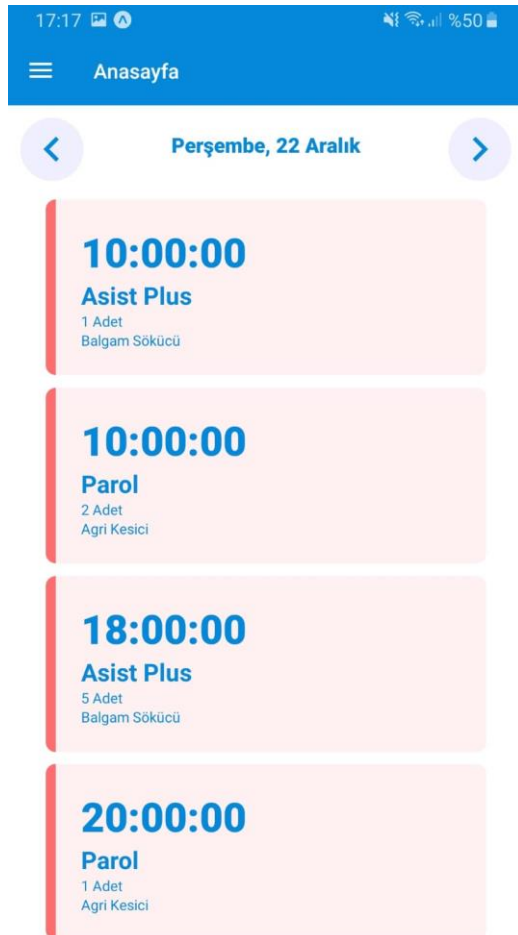 17:17 %50
Anasayfa
Perşembe, 22 Aralık
10:00:00
Asist Plus
1 Adet
Balgam Sökücü
10:00:00
Parol
2 Adet
Agri Kesici
18:00:00
Asist Plus
5 Adet
Balgam Sökücü
20:00:00
Parol
1 Adet
Agri Kesici